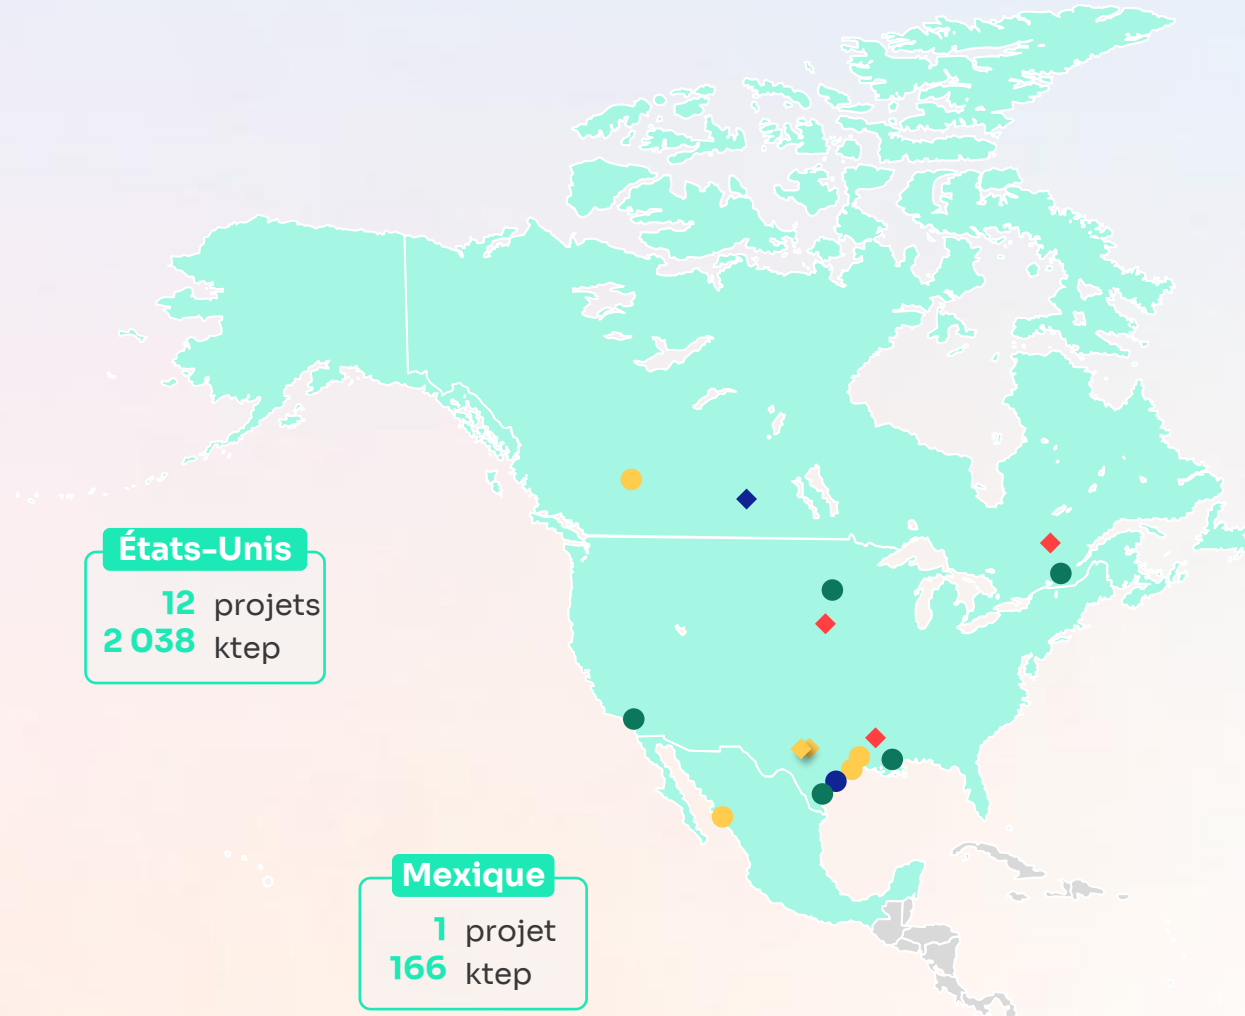 États-Unis
12 projets
2 038 ktep
Mexique
1 projet
166 ktep